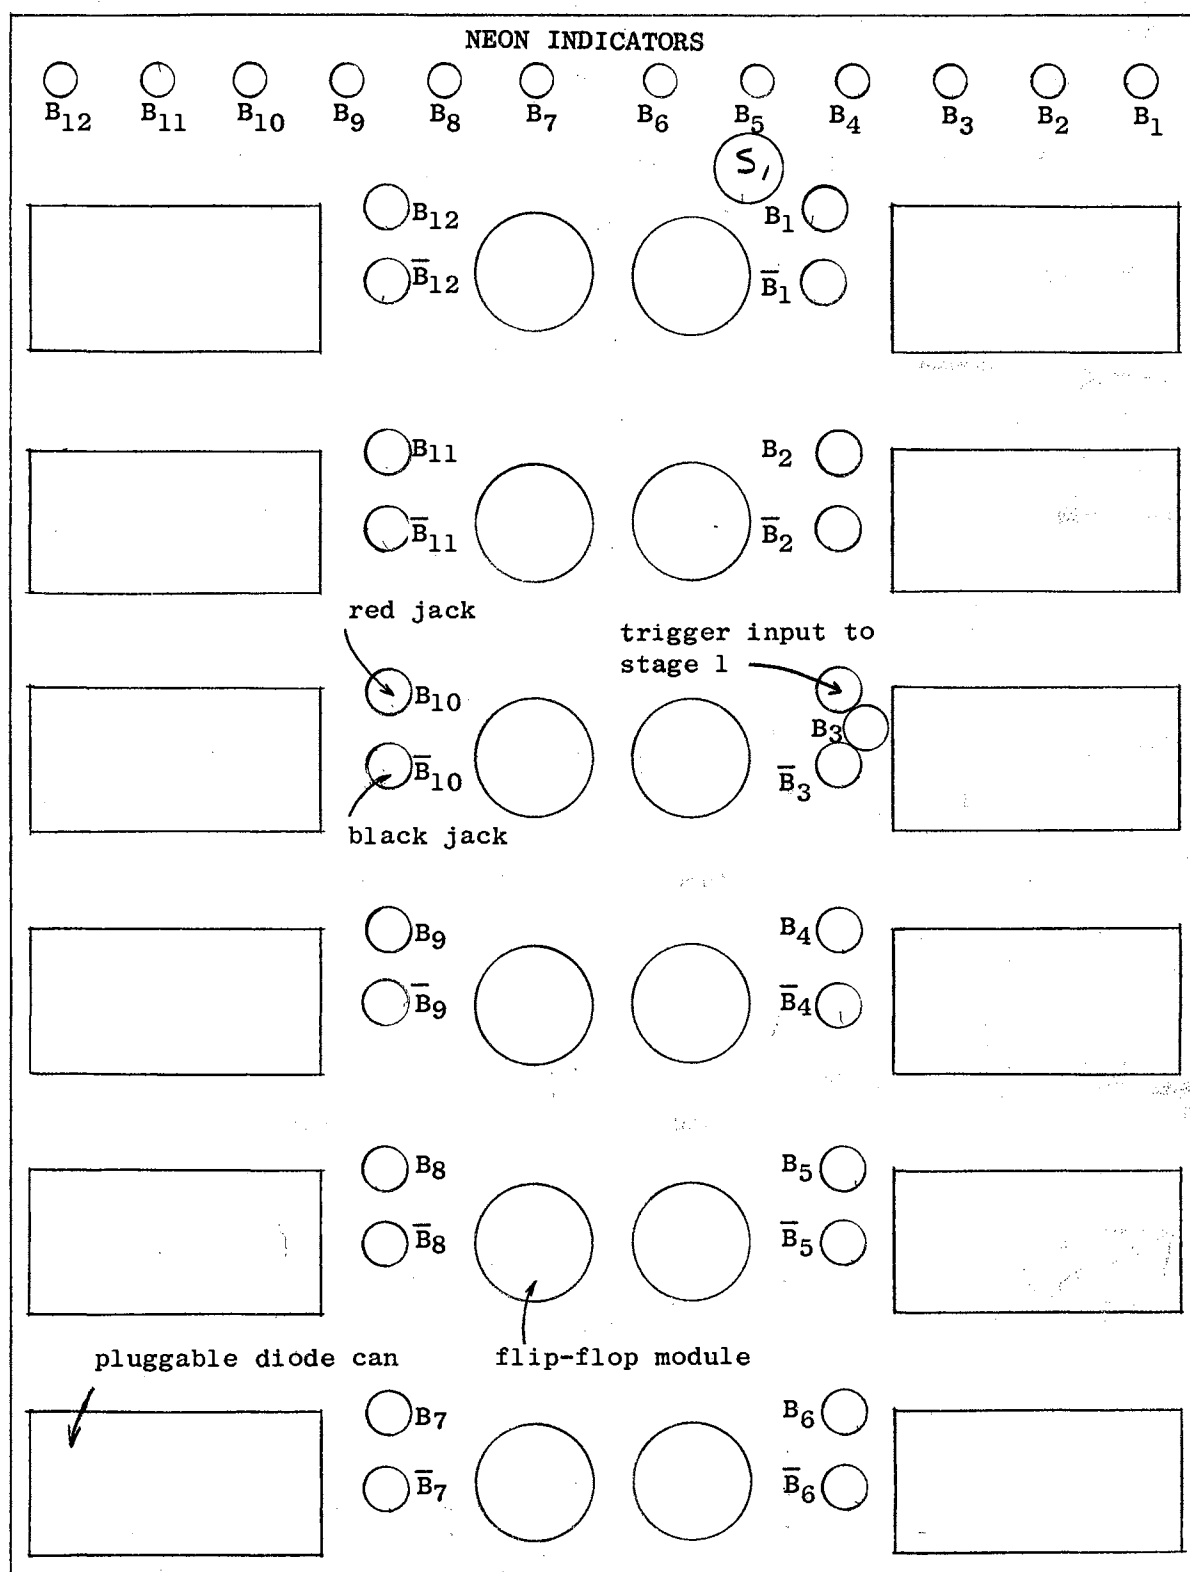 NEON INDICATORS
B₁₂ B₁₁ B₁₀ B₉ B₈ B₇ B₆ B₅ B₄ B₃ B₂ B₁
S₁
B₁₂ B₁
B̅₁₂ B̅₁
B₁₁ B₂
B̅₁₁ B̅₂
red jack
trigger input to
stage 1
B₁₀ B₃
B̅₁₀ B̅₃
black jack
B₉ B₄
B̅₉ B̅₄
B₈ B₅
B̅₈ B̅₅
pluggable diode can
flip-flop module
B₇ B₆
B̅₇ B̅₆